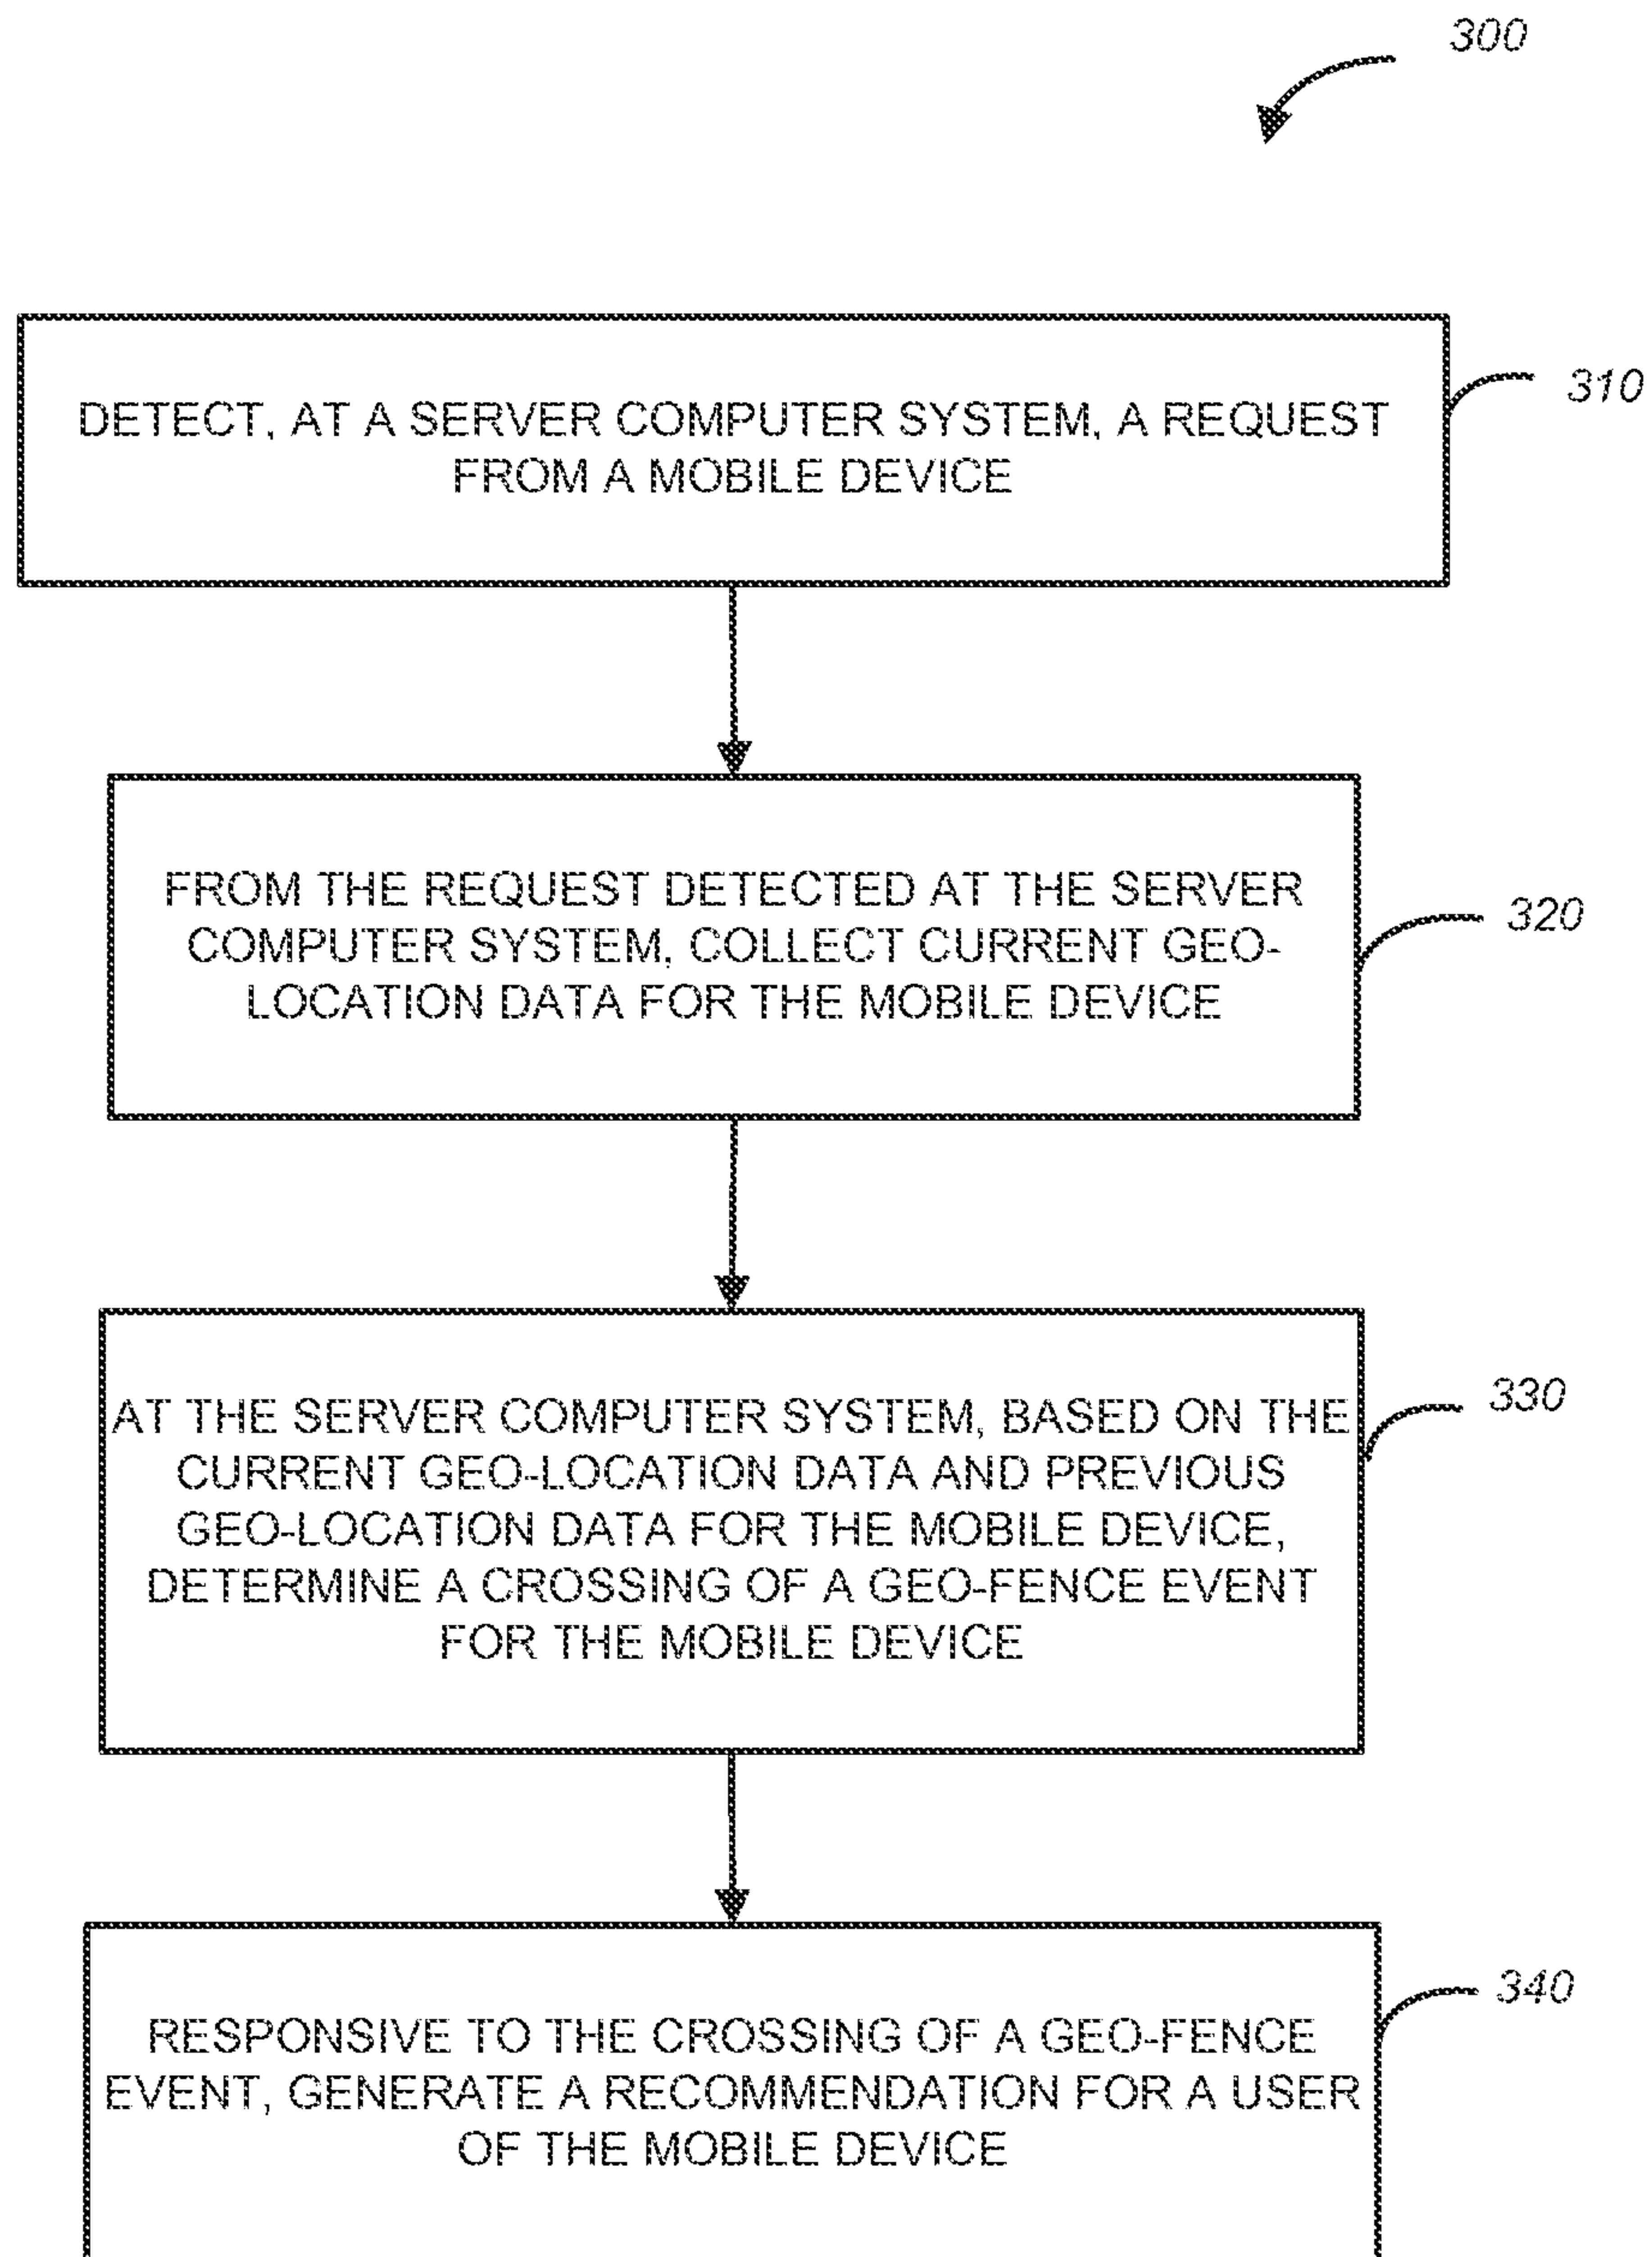 300
DETECT, AT A SERVER COMPUTER SYSTEM, A REQUEST
FROM A MOBILE DEVICE
310
FROM THE REQUEST DETECTED AT THE SERVER
COMPUTER SYSTEM, COLLECT CURRENT GEO-
LOCATION DATA FOR THE MOBILE DEVICE
320
AT THE SERVER COMPUTER SYSTEM, BASED ON THE
CURRENT GEO-LOCATION DATA AND PREVIOUS
GEO-LOCATION DATA FOR THE MOBILE DEVICE,
DETERMINE A CROSSING OF A GEO-FENCE EVENT
FOR THE MOBILE DEVICE
330
RESPONSIVE TO THE CROSSING OF A GEO-FENCE
EVENT, GENERATE A RECOMMENDATION FOR A USER
OF THE MOBILE DEVICE
340